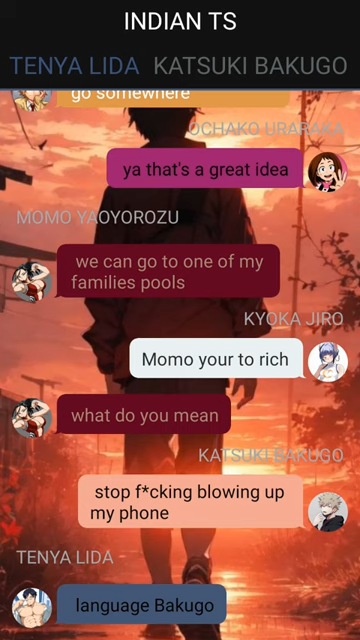 INDIAN TS
TENYA LIDA KATSUKI BAKUGO
go somewhere
OCHAKO URARAKA
ya that's a great idea
MOMO YAOYOROZU
we can go to one of my
families pools
KYOKA JIRO
Momo your to rich
what do you mean
KATSUKI BAKUGO
stop f*cking blowing up
my phone
TENYA LIDA
language Bakugo